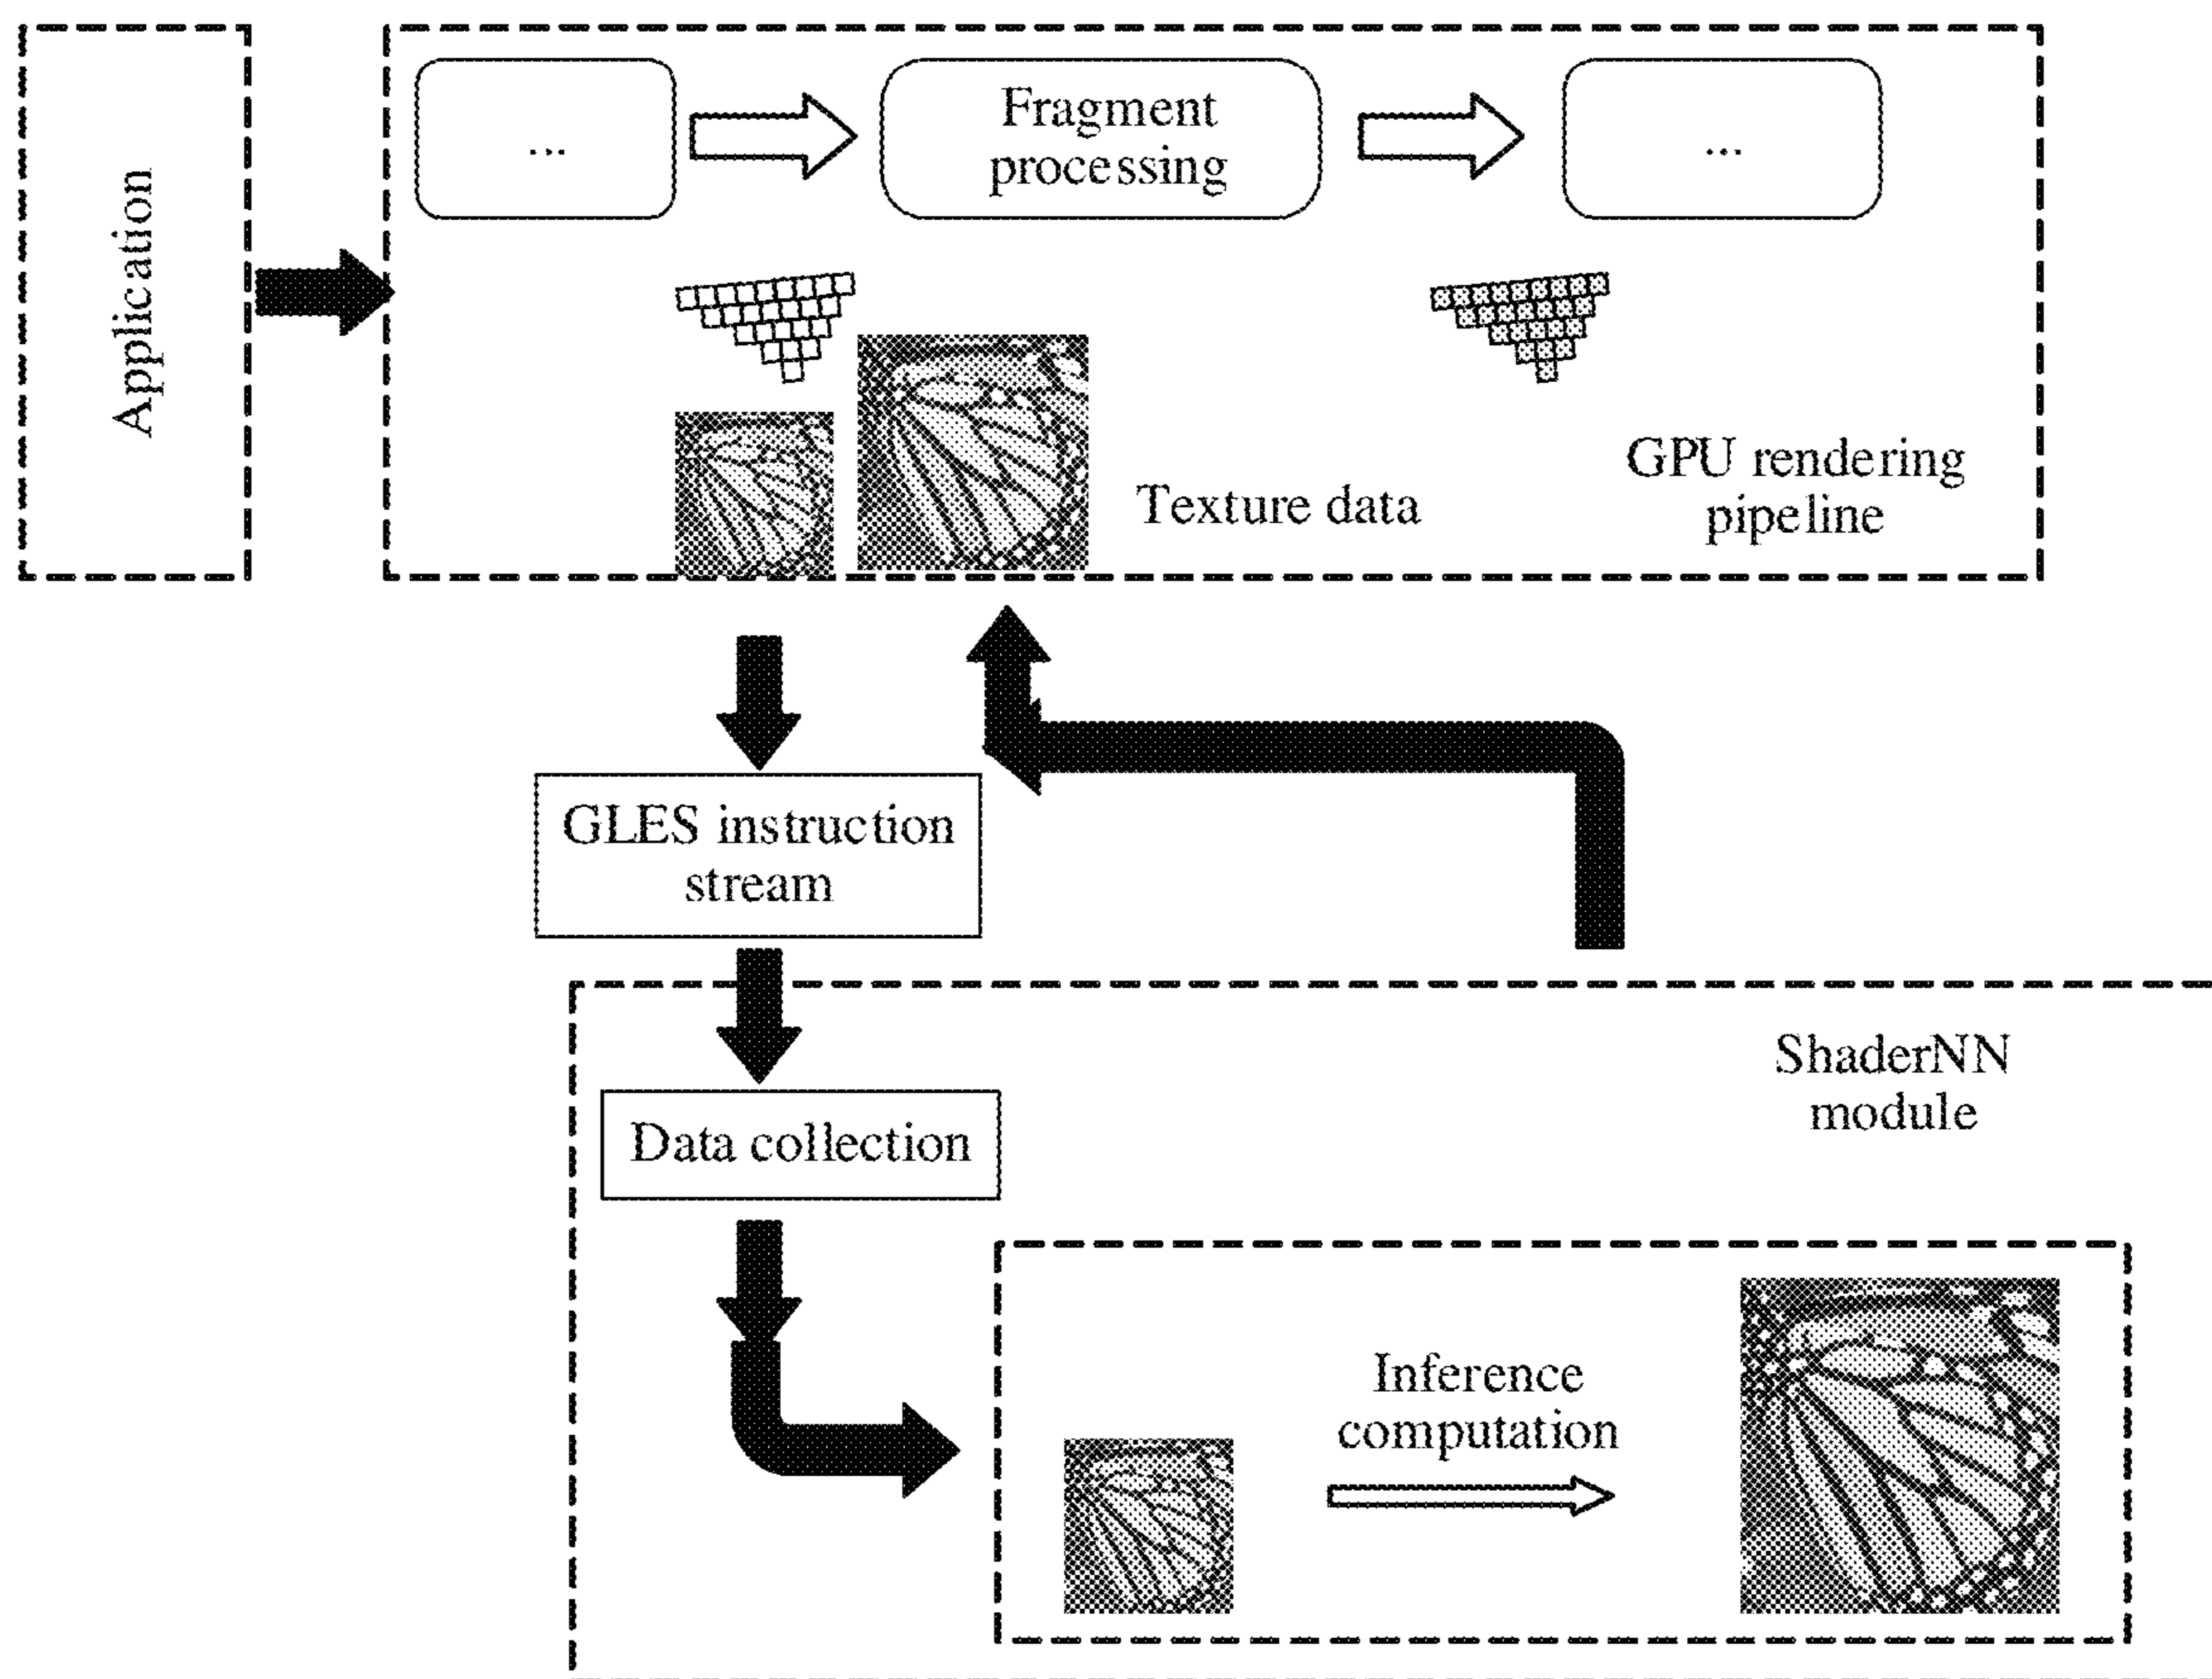 Application
...
Fragment
processing
...
Texture data
GPU rendering
pipeline
GLES instruction
stream
ShaderNN
module
Data collection
Inference
computation